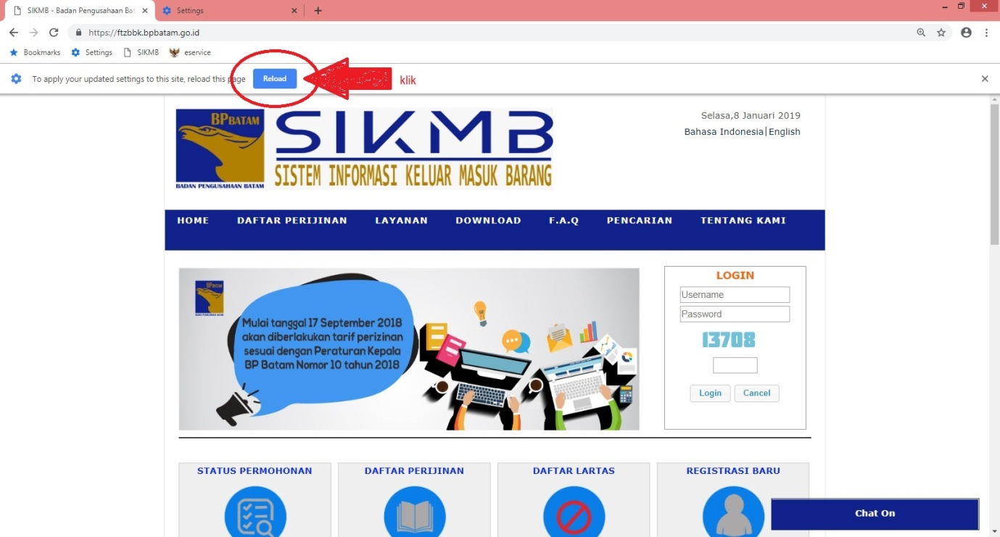 SIKMB - Badan Pengusahaan Bat
Settings
https://ftzbbk.bpbatam.go.id
Bookmarks Settings SIKMB eservice
To apply your updated settings to this site, reload this page Reload klik
BPBATAM
BADAN PENGUSAHAAN BATAM
SIKMB
SISTEM INFORMASI KELUAR MASUK BARANG
Selasa,8 Januari 2019
Bahasa Indonesia|English
HOME DAFTAR PERIJINAN LAYANAN DOWNLOAD F.A.Q PENCARIAN TENTANG KAMI
BPBATAM
Mulai tanggal 17 September 2018
akan diberlakukan tarif perizinan
sesuai dengan Peraturan Kepala
BP Batam Nomor 10 tahun 2018
LOGIN
Username
Password
13708
Login Cancel
STATUS PERMOHONAN
DAFTAR PERIJINAN
DAFTAR LARTAS
REGISTRASI BARU
Chat On